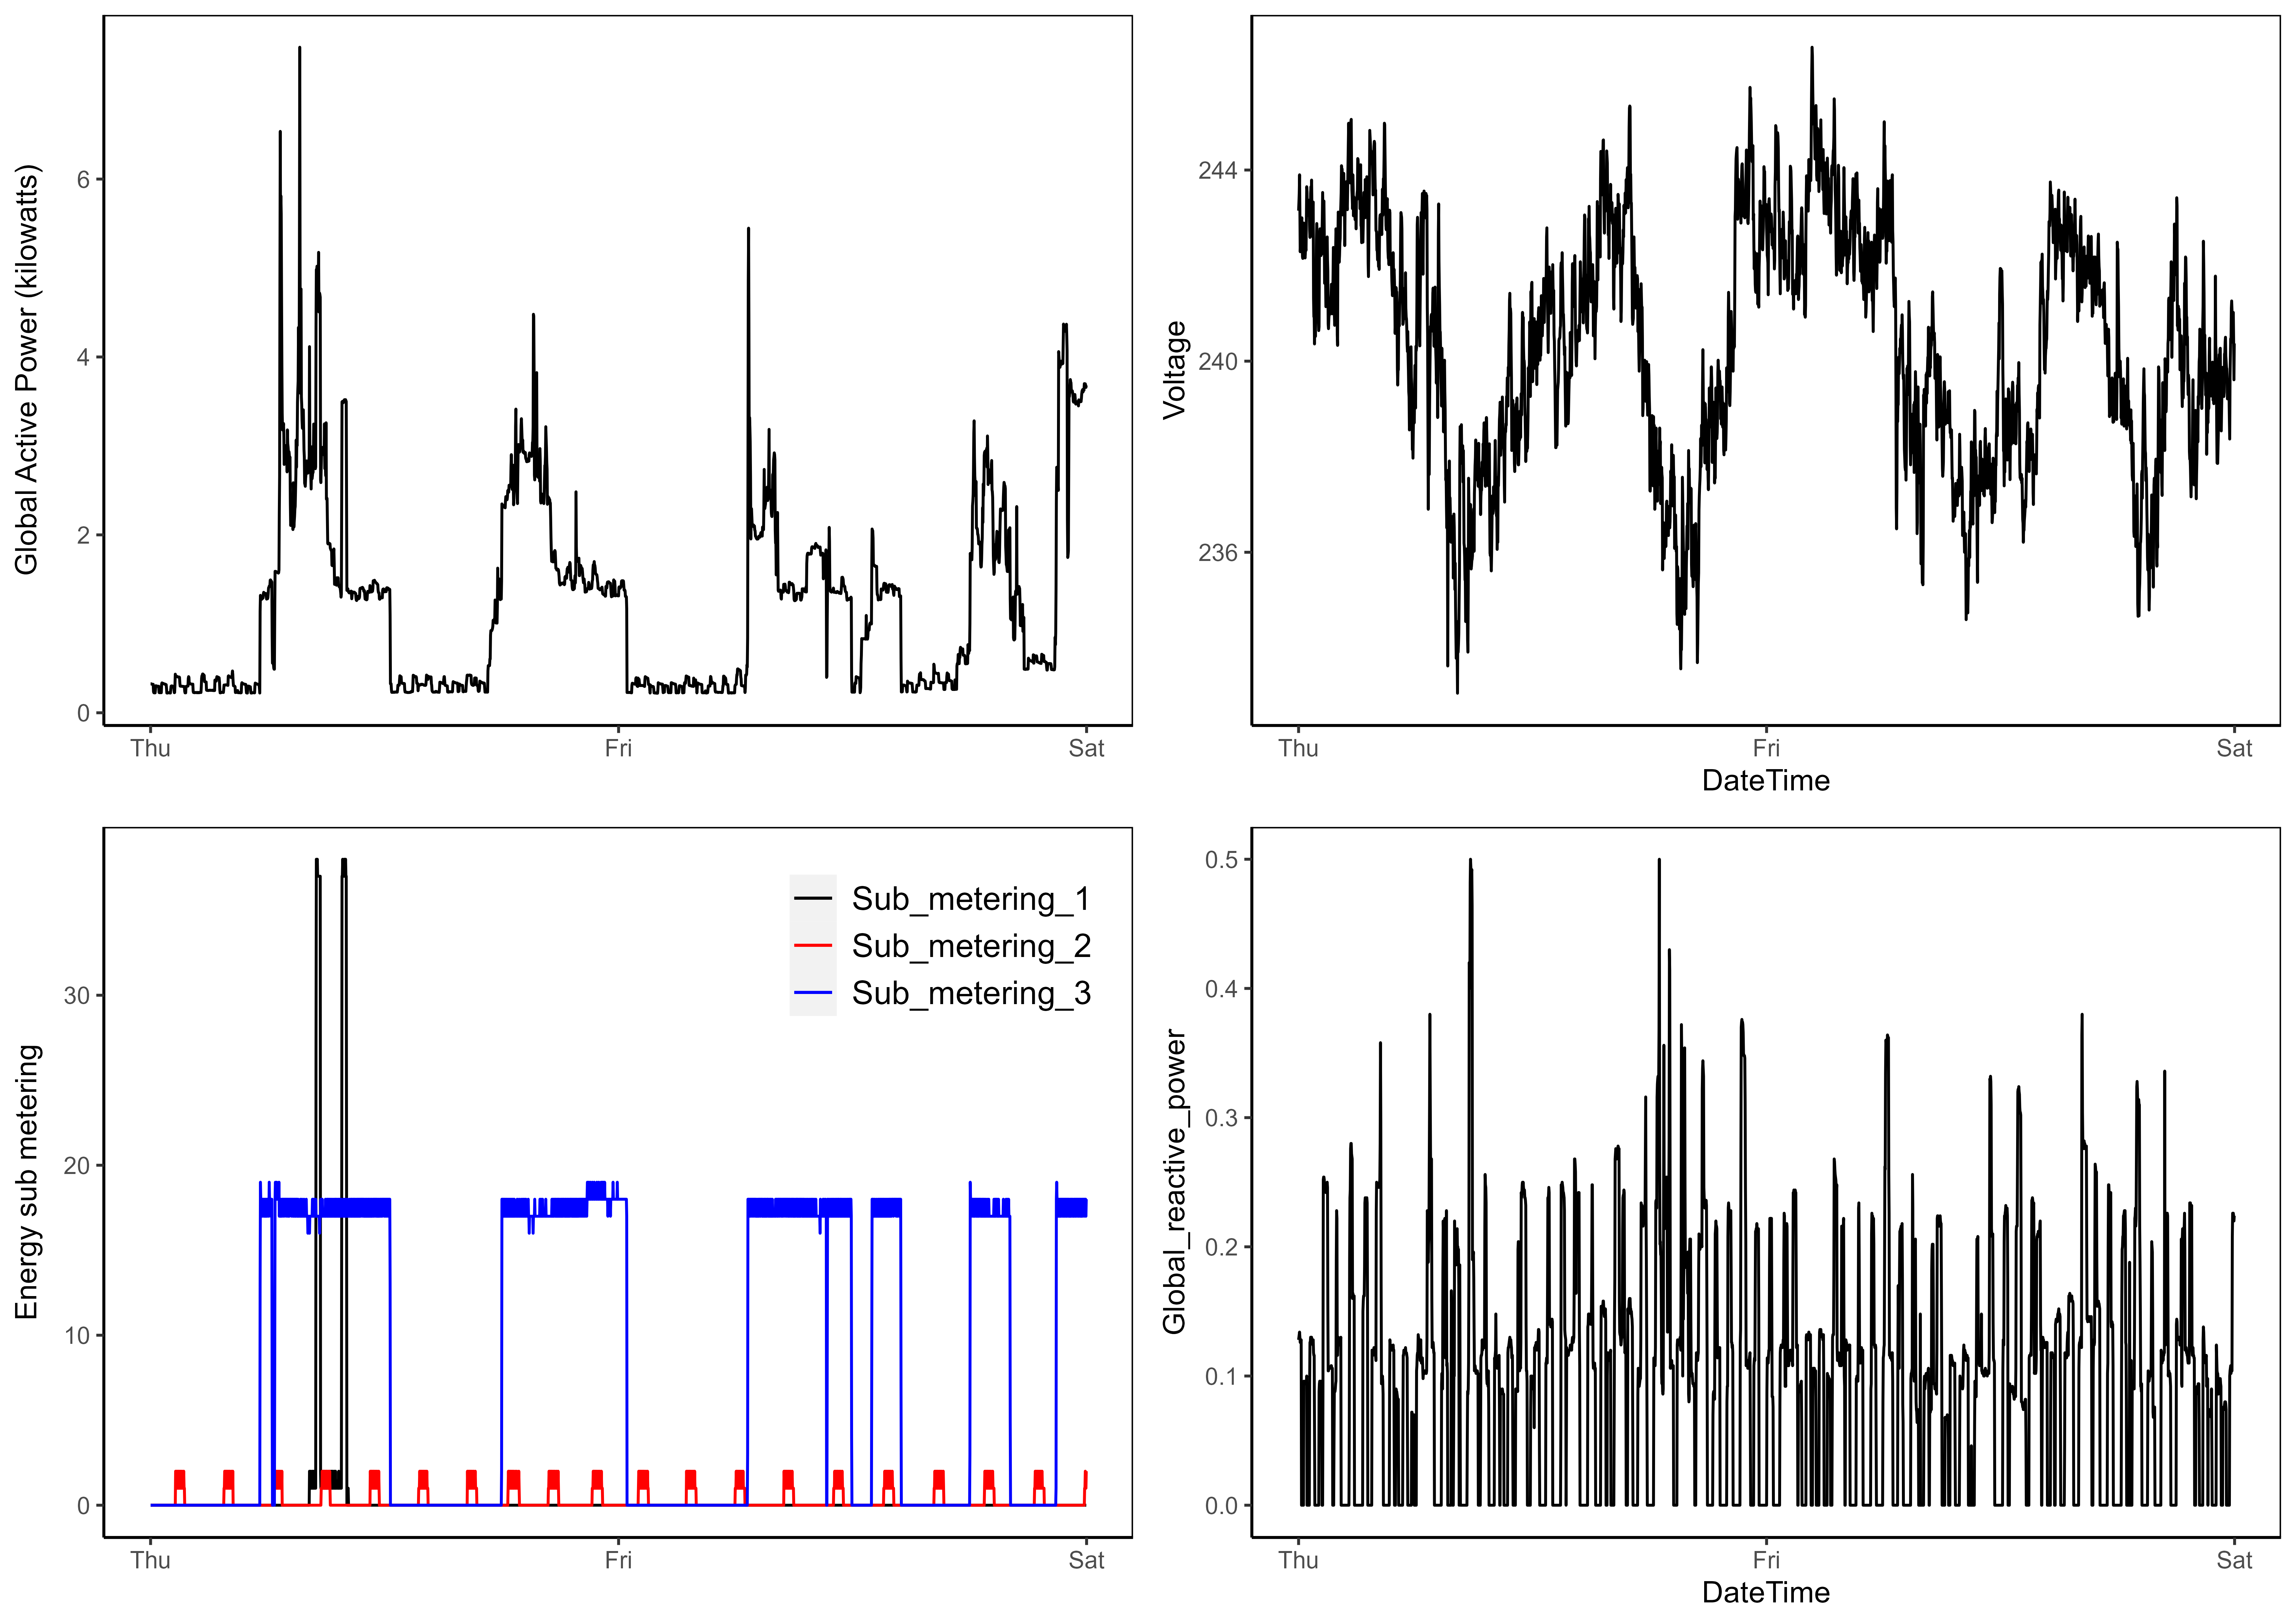 Global Active Power (kilowatts)
6
4
2
0
Thu Fri Sat
Voltage
244
240
236
Thu Fri Sat
DateTime
Energy sub metering
30
20
10
0
Sub_metering_1
Sub_metering_2
Sub_metering_3
Thu Fri Sat
Global_reactive_power
0.5
0.4
0.3
0.2
0.1
0.0
Thu Fri Sat
DateTime